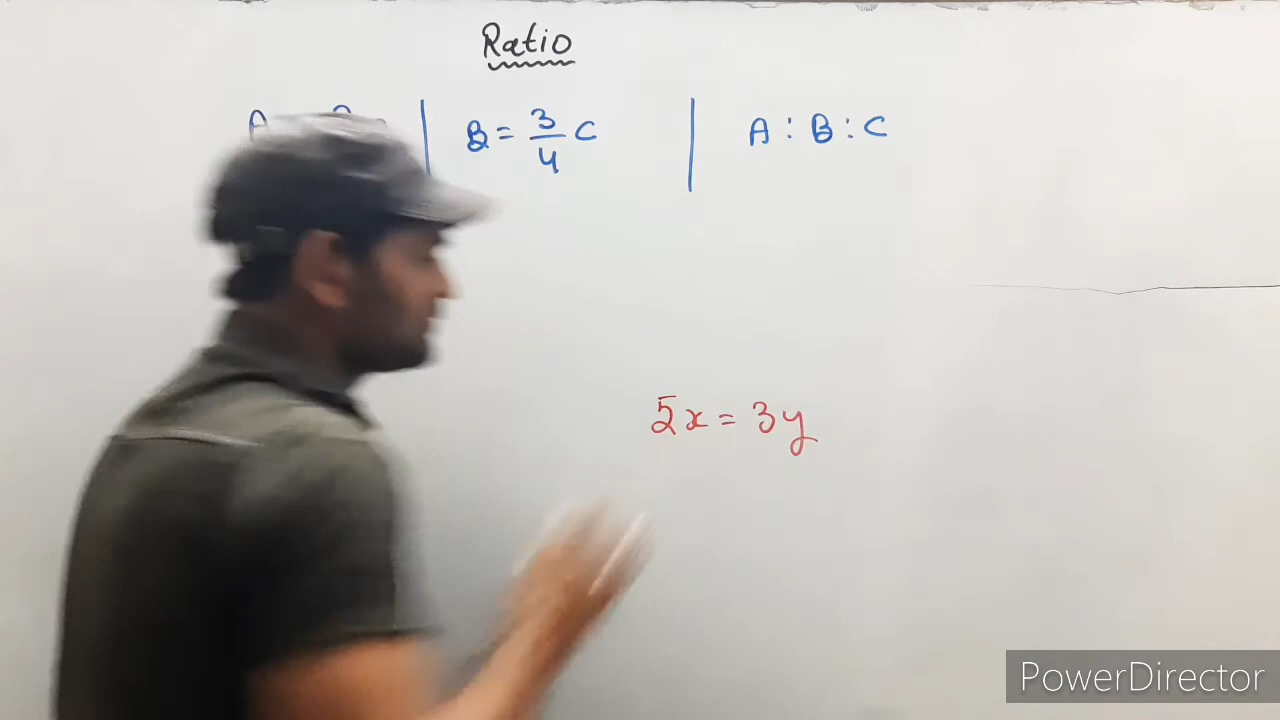 Ratio
A B = 3/4 C A : B : C
5x = 3y
PowerDirector